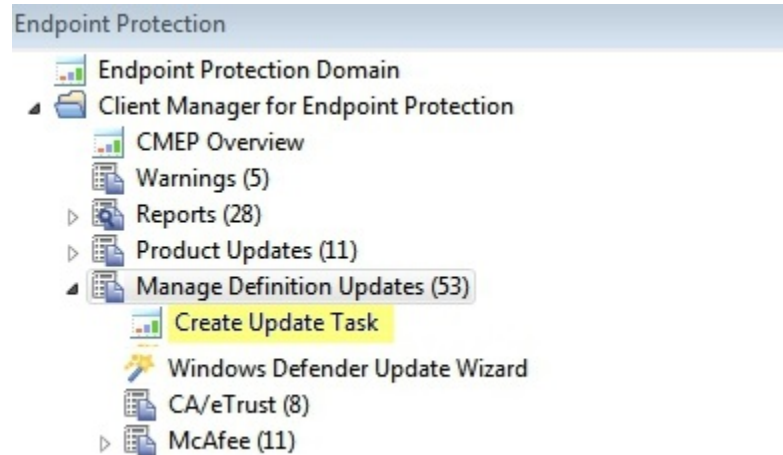 Endpoint Protection
Endpoint Protection Domain
Client Manager for Endpoint Protection
CMEP Overview
Warnings (5)
Reports (28)
Product Updates (11)
Manage Definition Updates (53)
Create Update Task
Windows Defender Update Wizard
CA/eTrust (8)
McAfee (11)